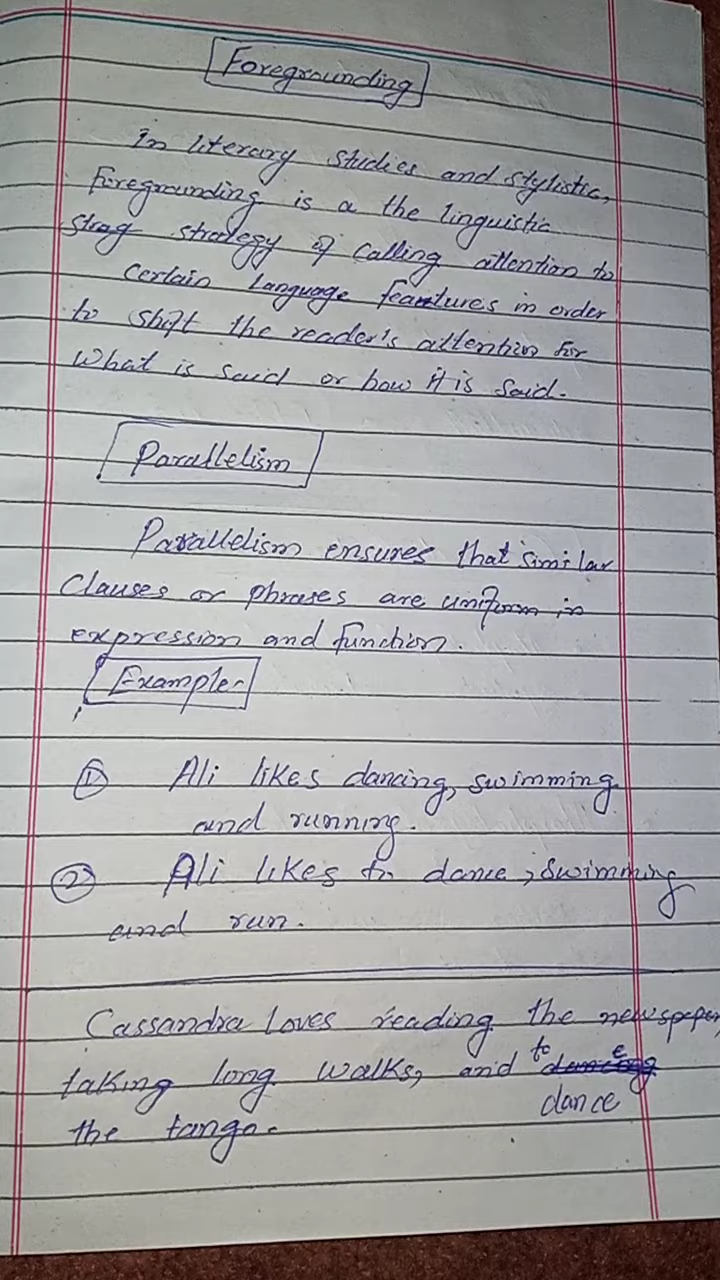 Foregrounding
In literary studies and stylistic,
Foregrounding is a the linguistic
strag strategy of calling attention to
certain language features in order
to shift the reader's attention for
what is said or how it is said.
Parallelism
Parallelism ensures that similar
clauses or phrases are uniform in
expression and function.
Example-
① Ali likes dancing, swimming
and running.
② Ali likes to dance, swimming
and run.
Cassandra loves reading the newspaper,
taking long walks, and to
dance
the tango.